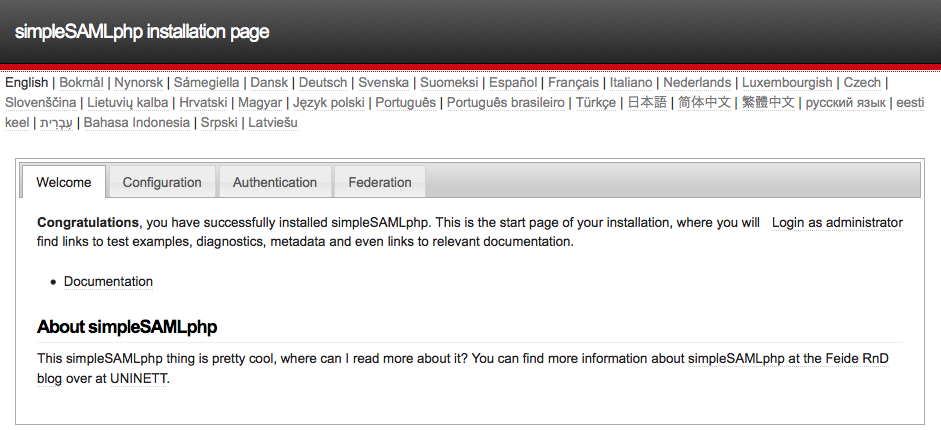 simpleSAMLphp installation page
English | Bokmål | Nynorsk | Sámegiella | Dansk | Deutsch | Svenska | Suomeksi | Español | Français | Italiano | Nederlands | Luxembourgish | Czech |
Slovenščina | Lietuvių kalba | Hrvatski | Magyar | Język polski | Português | Português brasileiro | Türkçe | 日本語 | 简体中文 | 繁體中文 | русский язык | eesti
keel | עִבְרִית | Bahasa Indonesia | Srpski | Latviešu
Welcome Configuration Authentication Federation
Congratulations, you have successfully installed simpleSAMLphp. This is the start page of your installation, where you will Login as administrator
find links to test examples, diagnostics, metadata and even links to relevant documentation.
• Documentation
About simpleSAMLphp
This simpleSAMLphp thing is pretty cool, where can I read more about it? You can find more information about simpleSAMLphp at the Feide RnD
blog over at UNINETT.